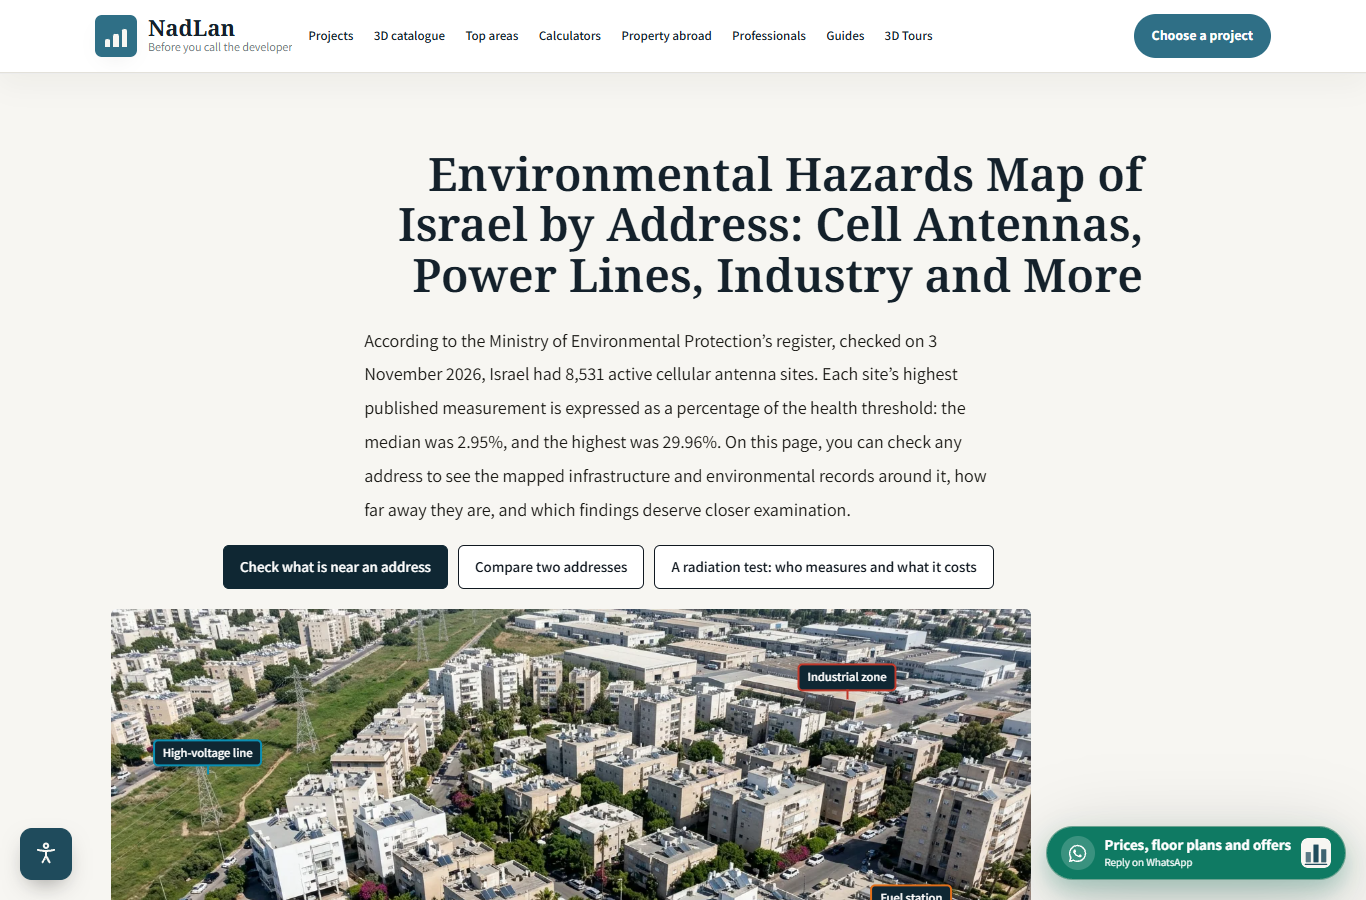 NadLan
Before you call the developer
Projects
3D catalogue
Top areas
Calculators
Property abroad
Professionals
Guides
3D Tours
Choose a project
Environmental Hazards Map of
Israel by Address: Cell Antennas,
Power Lines, Industry and More
According to the Ministry of Environmental Protection’s register, checked on 3
November 2026, Israel had 8,531 active cellular antenna sites. Each site’s highest
published measurement is expressed as a percentage of the health threshold: the
median was 2.95%, and the highest was 29.96%. On this page, you can check any
address to see the mapped infrastructure and environmental records around it, how
far away they are, and which findings deserve closer examination.
Check what is near an address
Compare two addresses
A radiation test: who measures and what it costs
Industrial zone
High-voltage line
Fuel station
Prices, floor plans and offers
Reply on WhatsApp